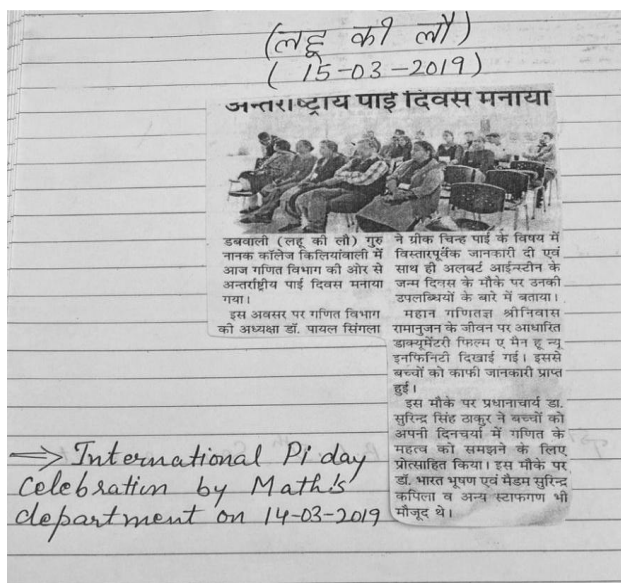 (लहू की लौ)
(15-03-2019)
अन्तराष्ट्रीय पाई दिवस मनाया
डबवाली (लहू की लौ) गुरु
नानक कॉलेज किलियांवाली में
आज गणित विभाग की ओर से
अन्तर्राष्ट्रीय पाई दिवस मनाया
गया।
इस अवसर पर गणित विभाग
की अध्यक्षा डॉ. पायल सिंगला
ने ग्रीक चिन्ह पाई के विषय में
विस्तारपूर्वक जानकारी दी एवं
साथ ही अलबर्ट आईन्स्टीन के
जन्म दिवस के मौके पर उनकी
उपलब्धियों के बारे में बताया।
महान गणितज्ञ श्रीनिवास
रामानुजन के जीवन पर आधारित
डाक्यूमेंटरी फिल्म ए मैन हू न्यू
इनफिनिटी दिखाई गई। इससे
बच्चों को काफी जानकारी प्राप्त
हुई।
इस मौके पर प्रधानाचार्य डा.
सुरिन्द्र सिंह ठाकुर ने बच्चों को
अपनी दिनचर्या में गणित के
महत्व को समझने के लिए
प्रोत्साहित किया। इस मौके पर
डॉ. भारत भूषण एवं मैडम सुरिन्द्र
कपिला व अन्य स्टाफगण भी
मौजूद थे।
⇒ International Pi day
Celebration by Math's
department on 14-03-2019